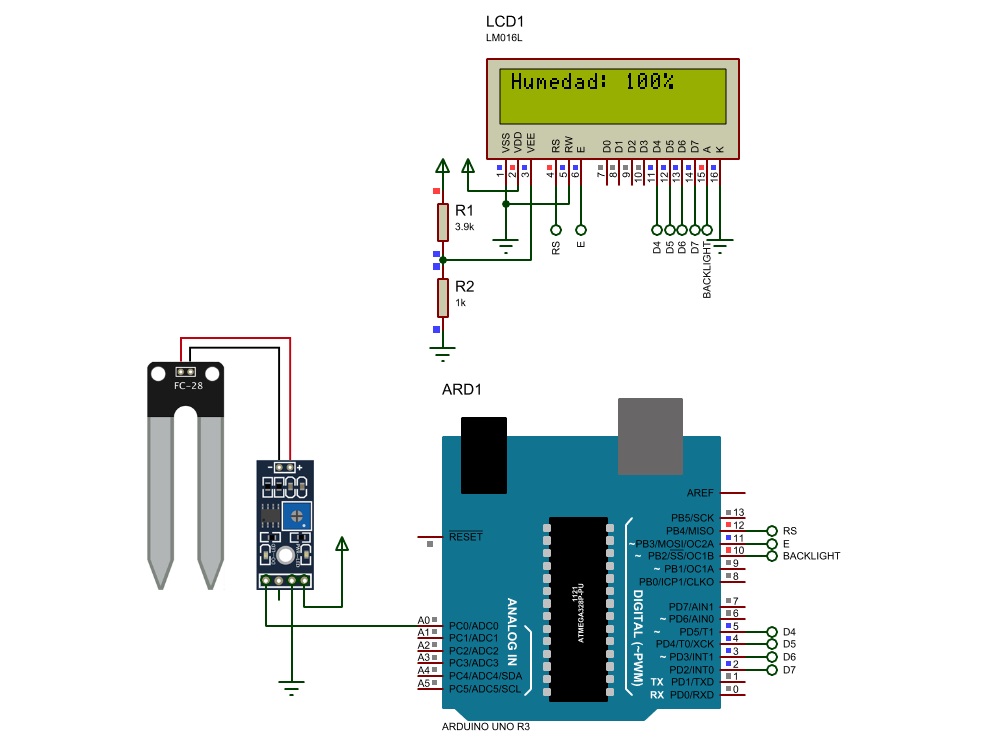 LCD1
LM016L
Humedad: 100%
VSS VDD VEE RS RW E D0 D1 D2 D3 D4 D5 D6 D7 A K
1 2 3 4 5 6 7 8 9 10 11 12 13 14 15 16
RS E D4 D5 D6 D7 BACKLIGHT
R1
3.9k
R2
1k
FC-28
- +
ARD1
AREF
RESET
PB5/SCK 13
PB4/MISO 12 RS
~PB3/MOSI/OC2A 11 E
~ PB2/SS/OC1B 10 BACKLIGHT
~ PB1/OC1A 9
PB0/ICP1/CLKO 8
1121
ATMEGA328P-PU
ANALOG IN
DIGITAL (~PWM)
PD7/AIN1 7
~ PD6/AIN0 6
~ PD5/T1 5 D4
PD4/T0/XCK 4 D5
~ PD3/INT1 3 D6
PD2/INT0 2 D7
TX PD1/TXD 1
RX PD0/RXD 0
A0 PC0/ADC0
A1 PC1/ADC1
A2 PC2/ADC2
A3 PC3/ADC3
A4 PC4/ADC4/SDA
A5 PC5/ADC5/SCL
ARDUINO UNO R3